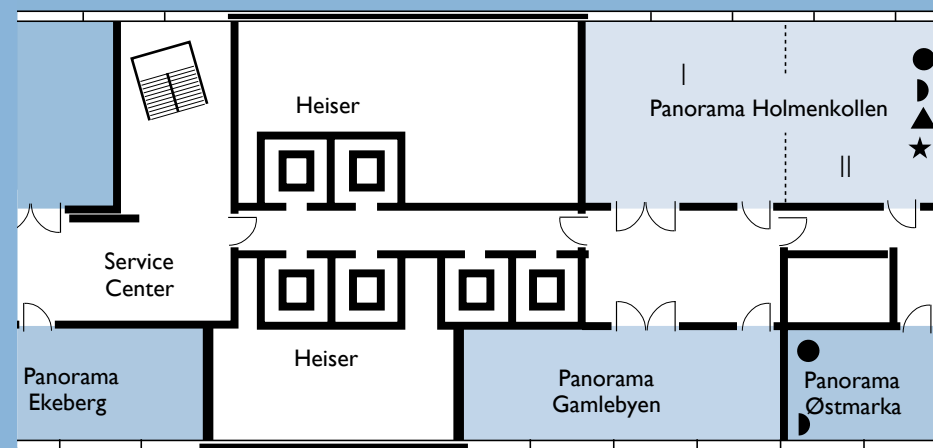 Heiser
I
Panorama Holmenkollen
II
Service
Center
Heiser
Panorama
Ekeberg
Panorama
Gamlebyen
Panorama
Østmarka